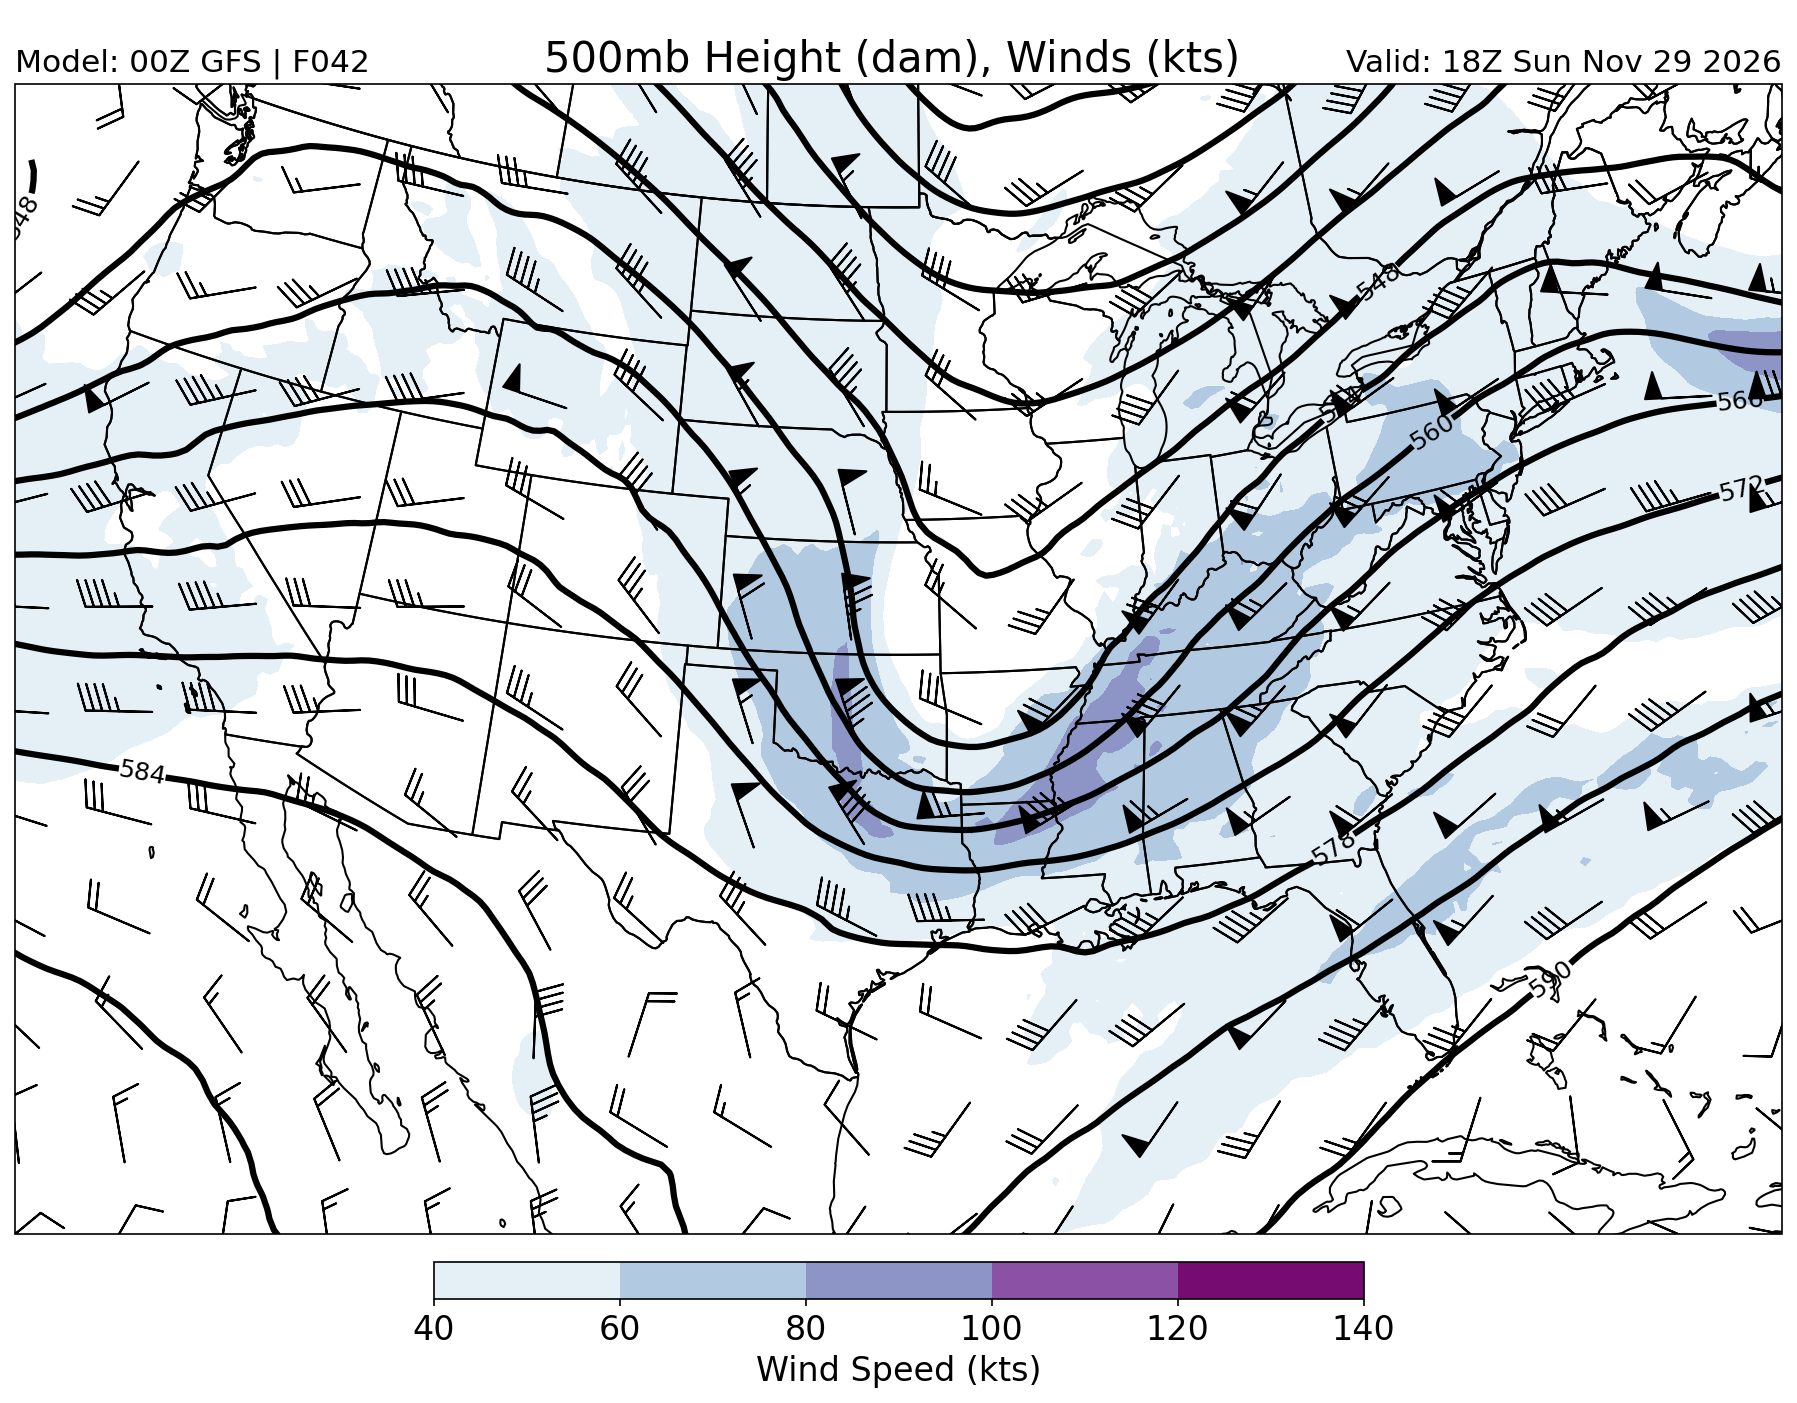 Model: 00Z GFS | F042
500mb Height (dam), Winds (kts)
Valid: 18Z Sun Nov 29 2026
548
548
560
566
572
584
578
590
40 60 80 100 120 140
Wind Speed (kts)